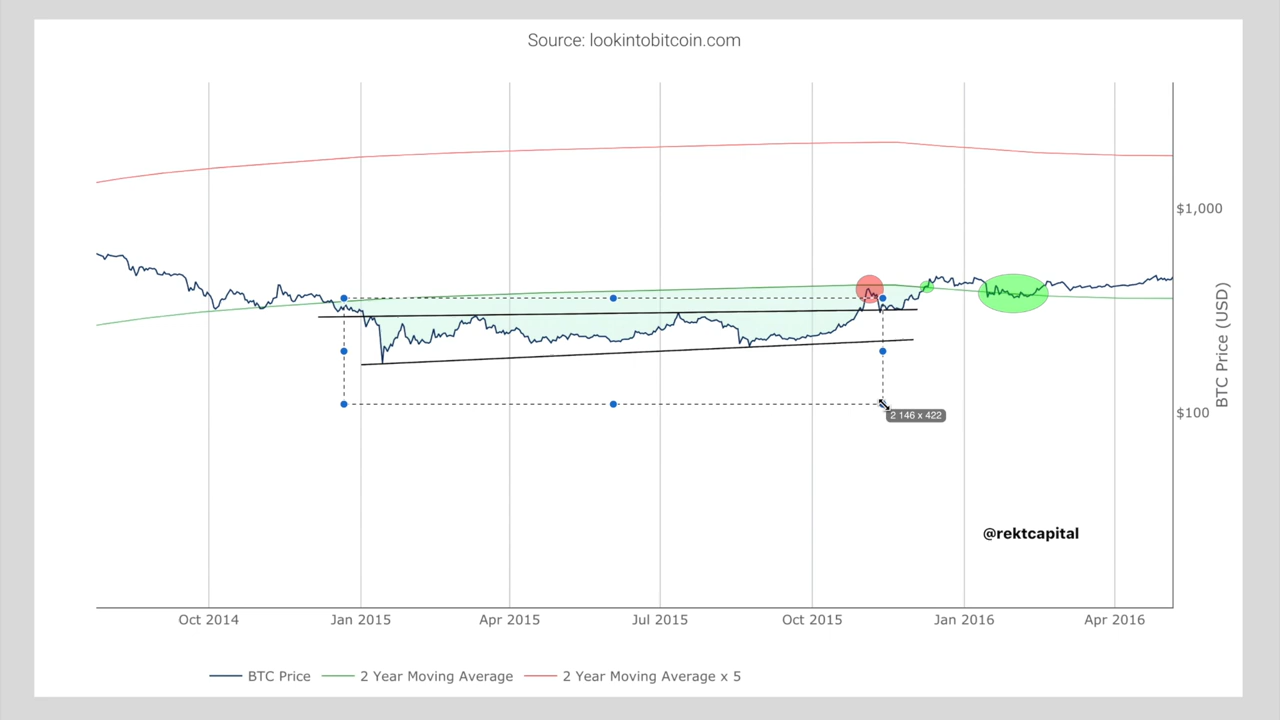 Source: lookintobitcoin.com
$1,000
BTC Price (USD)
$100
2 146 x 422
@rektcapital
Oct 2014 Jan 2015 Apr 2015 Jul 2015 Oct 2015 Jan 2016 Apr 2016
BTC Price 2 Year Moving Average 2 Year Moving Average x 5